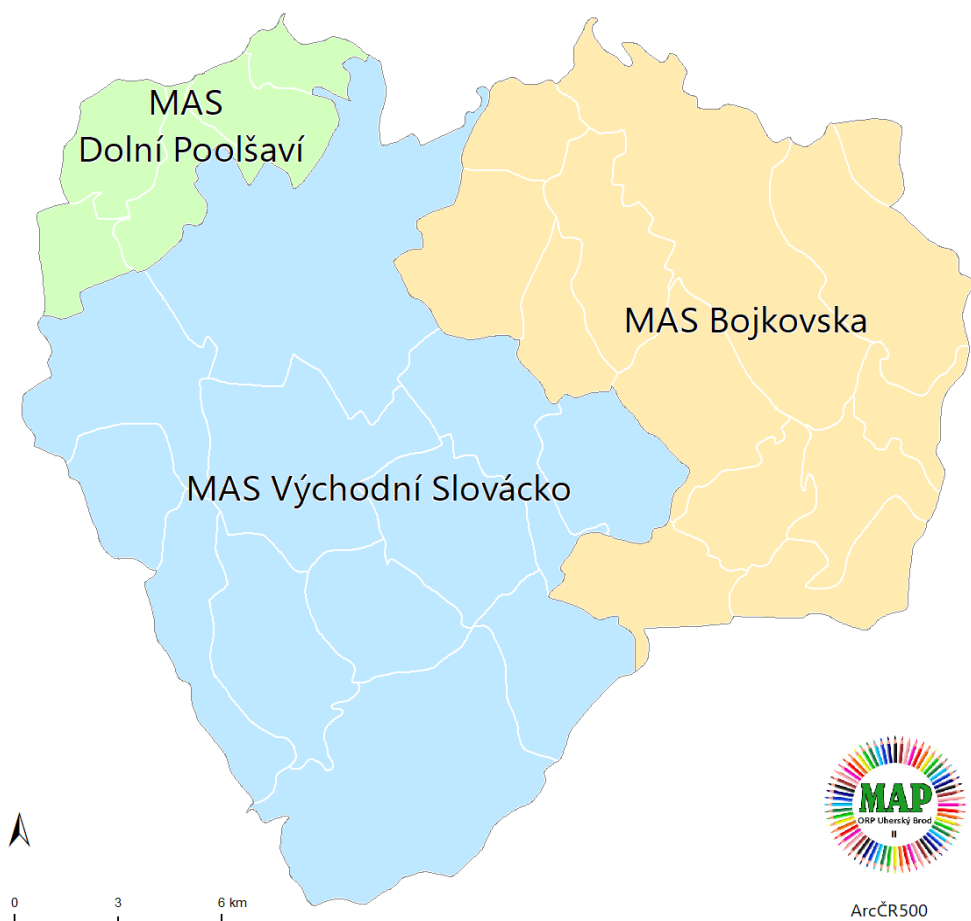 MAS
Dolní Poolšaví
MAS Bojkovska
MAS Východní Slovácko
MAP
ORP Uherský Brod
II
0 3 6 km
ArcČR500